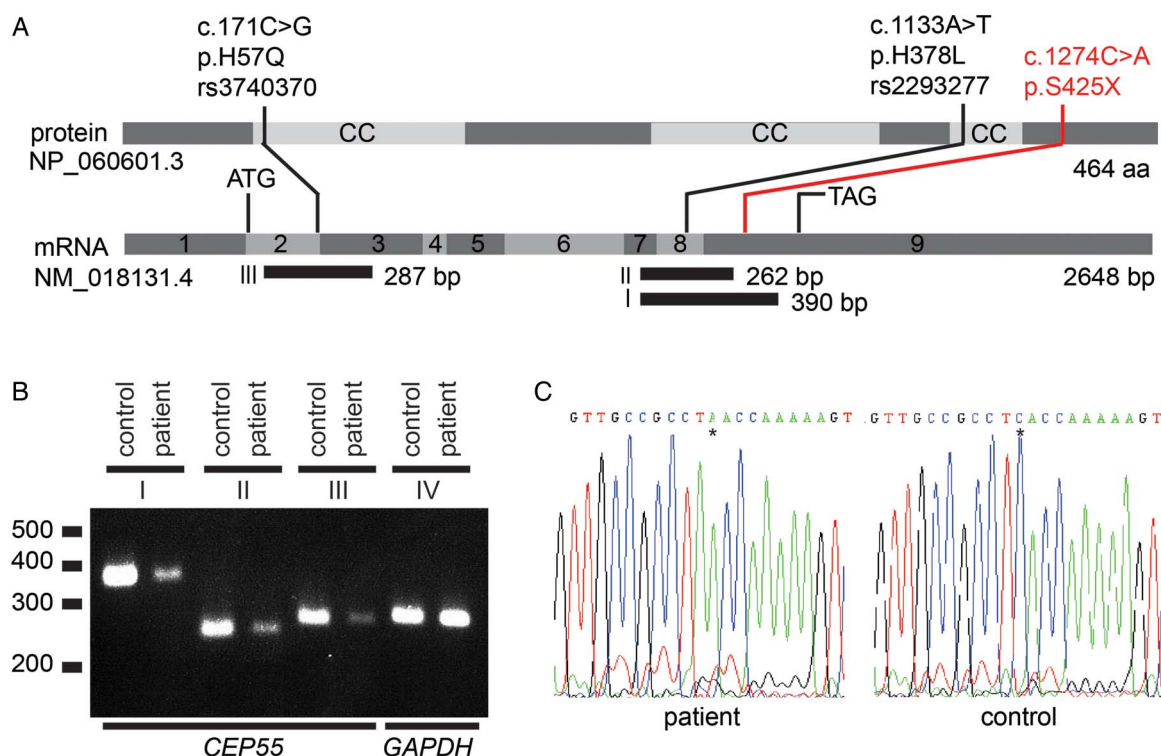 A
c.171C>G
p.H57Q
rs3740370
c.1133A>T
p.H378L
rs2293277
c.1274C>A
p.S425X
protein
CC CC CC
NP_060601.3
464 aa
ATG
TAG
mRNA
1 2 3 4 5 6 7 8 9
NM_018131.4
III 287 bp
II 262 bp
2648 bp
I 390 bp
B
control patient control patient control patient control patient
I II III IV
500
400
300
200
CEP55 GAPDH
C
GTTGCCGCCTAACCAAAAAGT
GTTGCCGCCTCACCAAAAAGT
* *
patient control